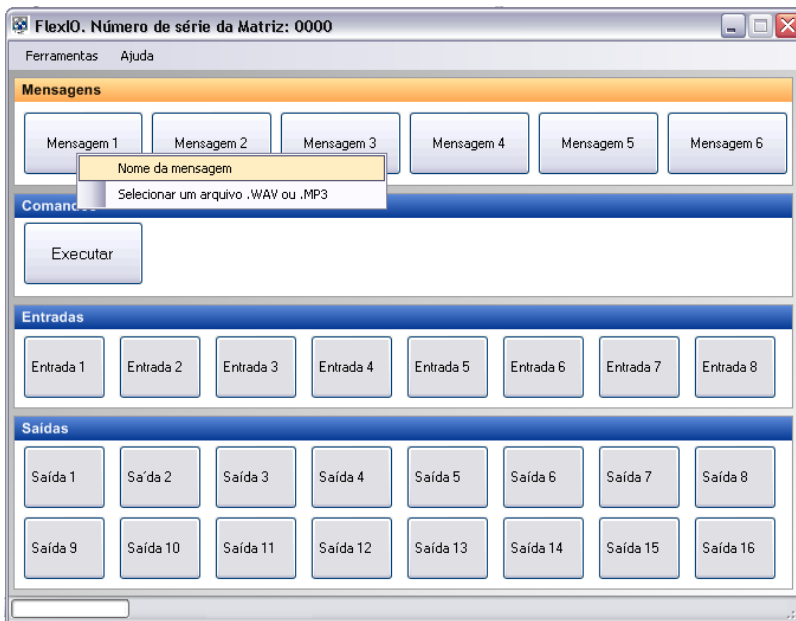 FlexIO. Número de série da Matriz: 0000
Ferramentas Ajuda
Mensagens
Mensagem 1 Mensagem 2 Mensagem 3 Mensagem 4 Mensagem 5 Mensagem 6
Nome da mensagem
Selecionar um arquivo .WAV ou .MP3
Comandos
Executar
Entradas
Entrada 1 Entrada 2 Entrada 3 Entrada 4 Entrada 5 Entrada 6 Entrada 7 Entrada 8
Saídas
Saída 1 Sa´da 2 Saída 3 Saída 4 Saída 5 Saída 6 Saída 7 Saída 8
Saída 9 Saída 10 Saída 11 Saída 12 Saída 13 Saída 14 Saída 15 Saída 16